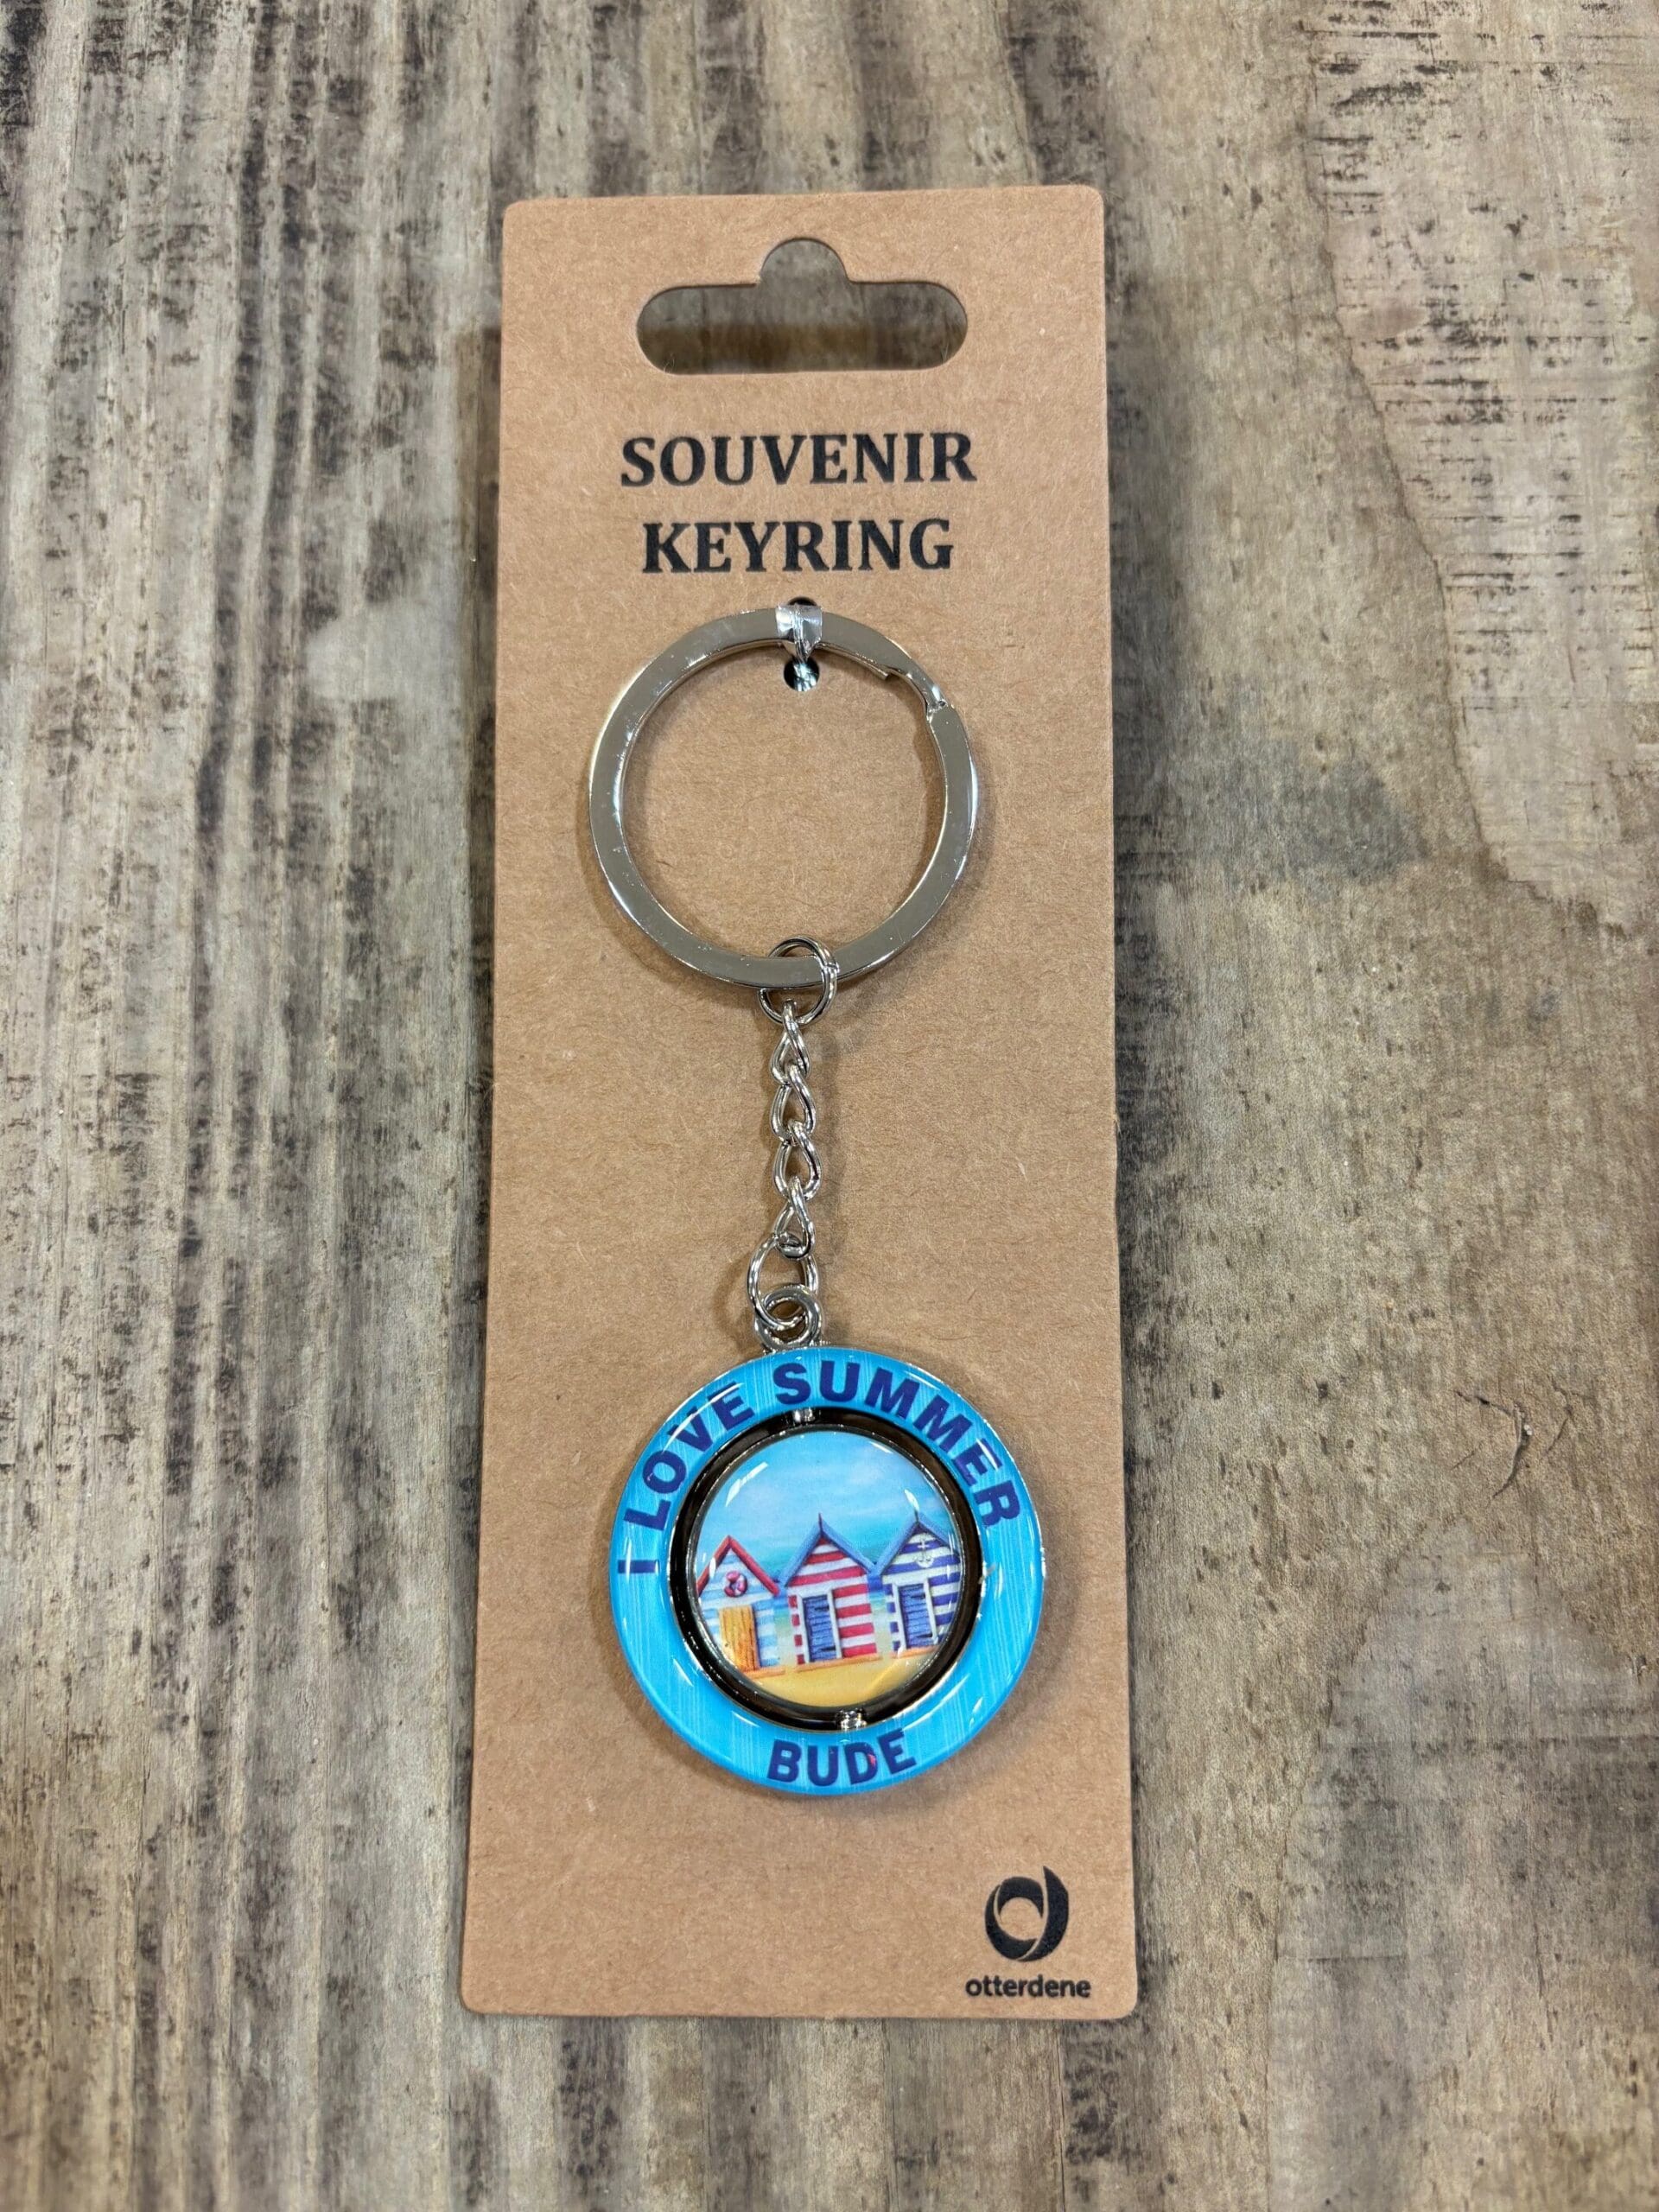 SOUVENIR
KEYRING
I LOVE SUMMER
BUDE
otterdene